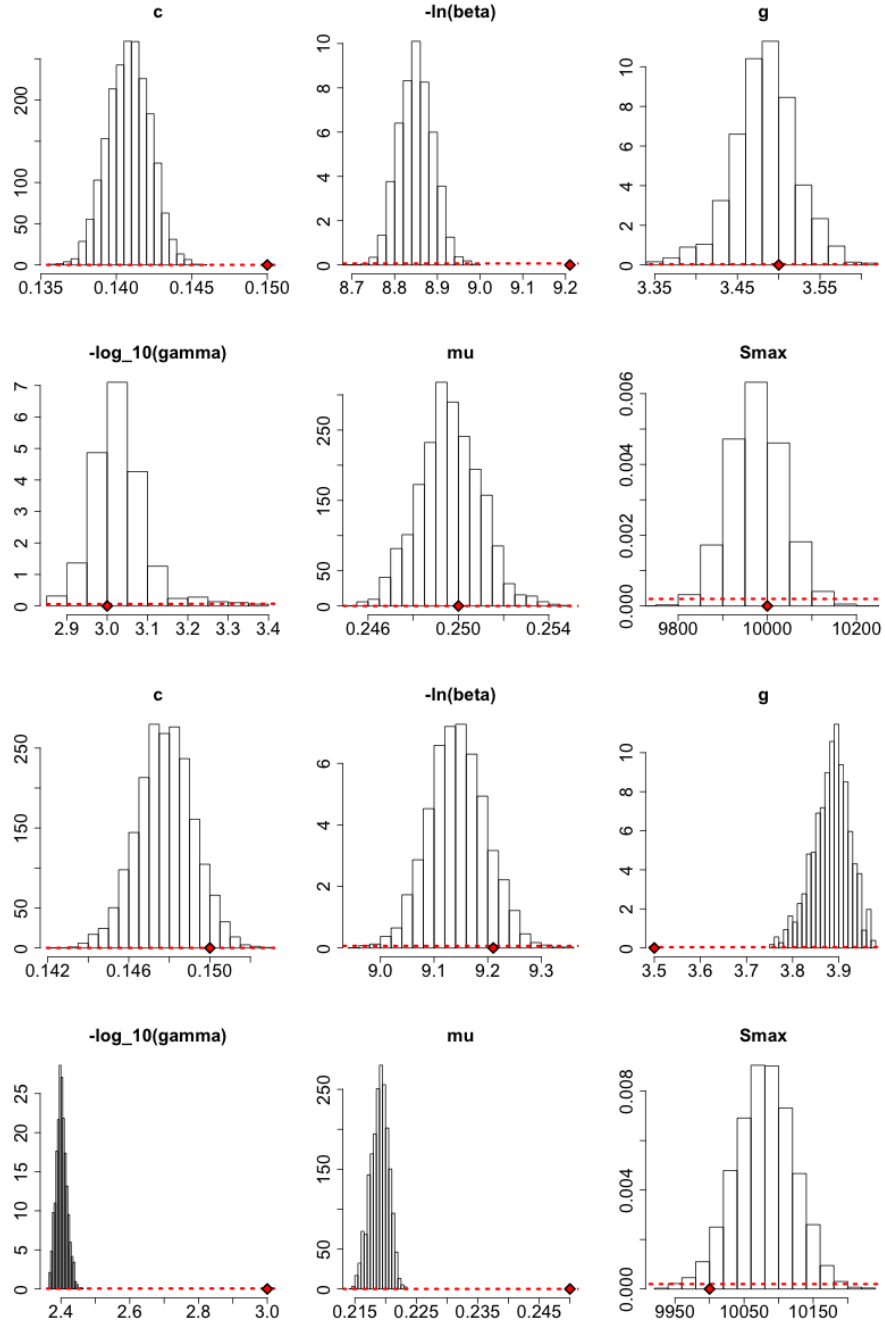 c -ln(beta) g
0 50 100 200
0 2 4 6 8 10
0 2 4 6 8 10
0.135 0.140 0.145 0.150
8.7 8.8 8.9 9.0 9.1 9.2
3.35 3.45 3.55
-log_10(gamma) mu Smax
0 1 2 3 4 5 6 7
0 50 150 250
0.000 0.002 0.004 0.006
2.9 3.0 3.1 3.2 3.3 3.4
0.246 0.250 0.254
9800 10000 10200
c -ln(beta) g
0 50 150 250
0 2 4 6
0 2 4 6 8 10
0.142 0.146 0.150
9.0 9.1 9.2 9.3
3.5 3.6 3.7 3.8 3.9
-log_10(gamma) mu Smax
0 5 10 15 20 25
0 50 150 250
0.000 0.004 0.008
2.4 2.6 2.8 3.0
0.215 0.225 0.235 0.245
9950 10050 10150